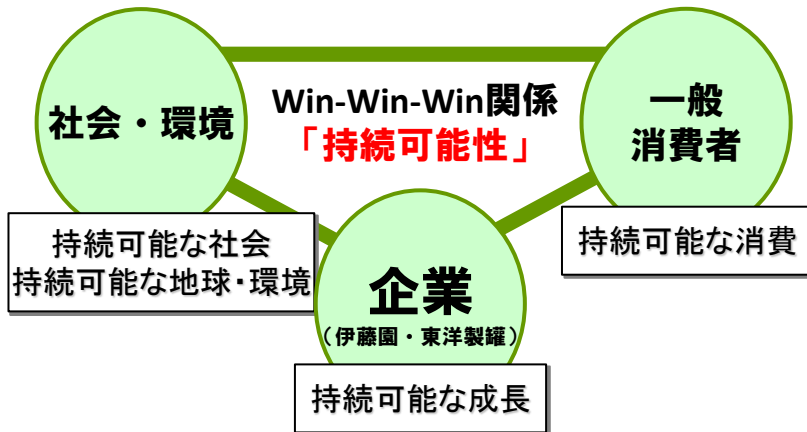 Win-Win-Win関係
「持続可能性」
社会・環境
持続可能な社会
持続可能な地球・環境
一般
消費者
持続可能な消費
企業
（伊藤園・東洋製罐）
持続可能な成長